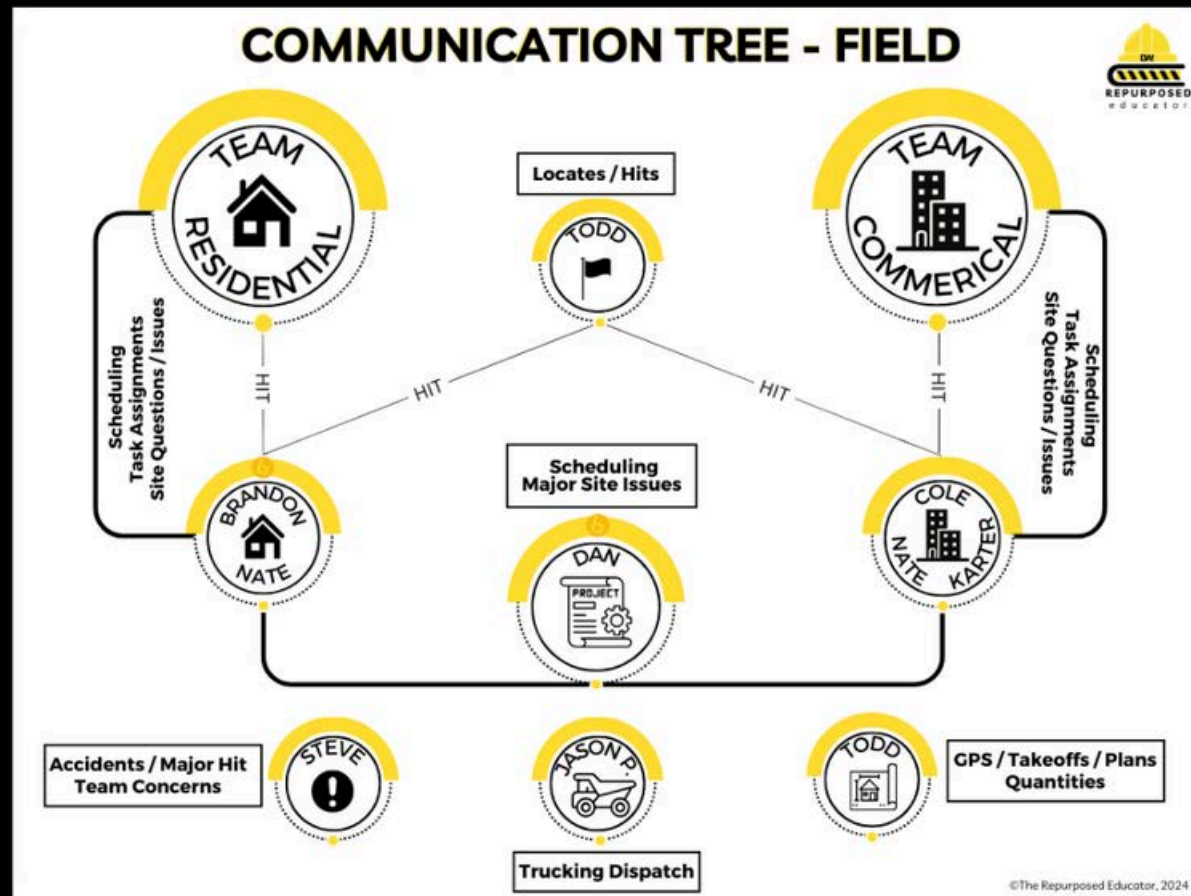 COMMUNICATION TREE - FIELD
DW
REPURPOSED
educator
TEAM
RESIDENTIAL
Locates / Hits
TODD
TEAM
COMMERICAL
Scheduling
Task Assignments
Site Questions / Issues
HIT
HIT
HIT
HIT
Scheduling
Task Assignments
Site Questions / Issues
BRANDON
NATE
Scheduling
Major Site Issues
DAN
PROJECT
COLE
NATE
KARTER
Accidents / Major Hit
Team Concerns
STEVE
JASON P.
Trucking Dispatch
TODD
GPS / Takeoffs / Plans
Quantities
©The Repurposed Educator, 2024